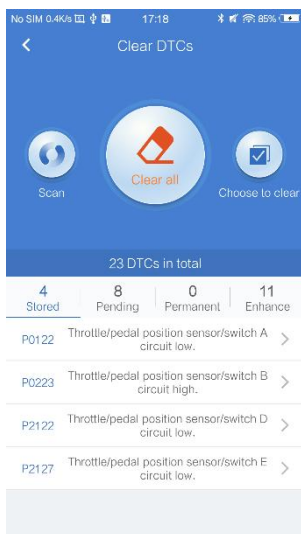 No SIM 0.4K/s 17:18 85%
Clear DTCs
Scan
Clear all
Choose to clear
23 DTCs in total
4 8 0 11
Stored Pending Permanent Enhance
P0122 Throttle/pedal position sensor/switch A
circuit low.
P0223 Throttle/pedal position sensor/switch B
circuit high.
P2122 Throttle/pedal position sensor/switch D
circuit low.
P2127 Throttle/pedal position sensor/switch E
circuit low.